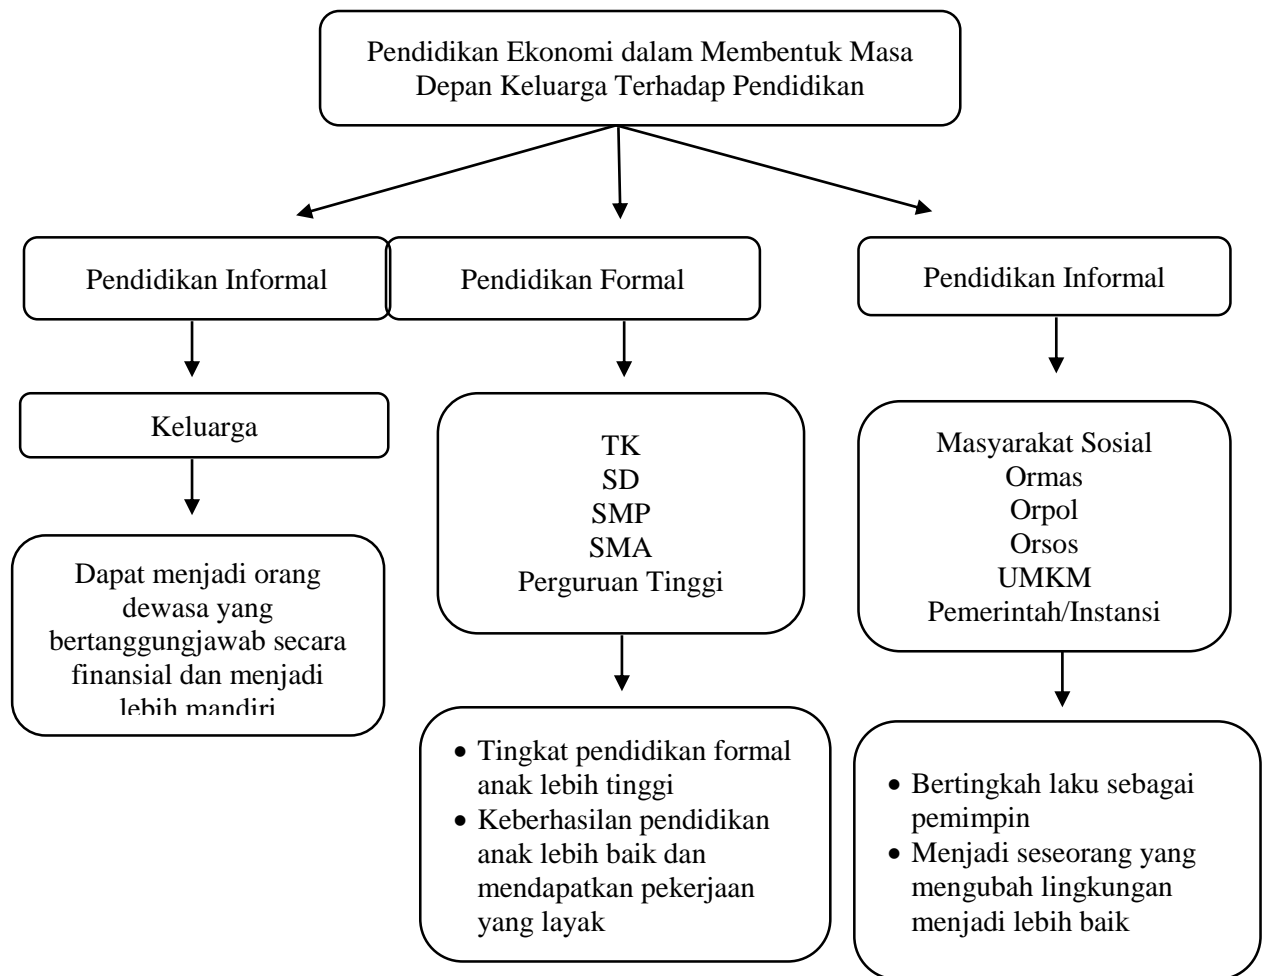 Pendidikan Ekonomi dalam Membentuk Masa
Depan Keluarga Terhadap Pendidikan
Pendidikan Informal
Pendidikan Formal
Pendidikan Informal
Keluarga
TK
SD
SMP
SMA
Perguruan Tinggi
Masyarakat Sosial
Ormas
Orpol
Orsos
UMKM
Pemerintah/Instansi
Dapat menjadi orang
dewasa yang
bertanggungjawab secara
finansial dan menjadi
lebih mandiri
• Tingkat pendidikan formal
anak lebih tinggi
• Keberhasilan pendidikan
anak lebih baik dan
mendapatkan pekerjaan
yang layak
• Bertingkah laku sebagai
pemimpin
• Menjadi seseorang yang
mengubah lingkungan
menjadi lebih baik